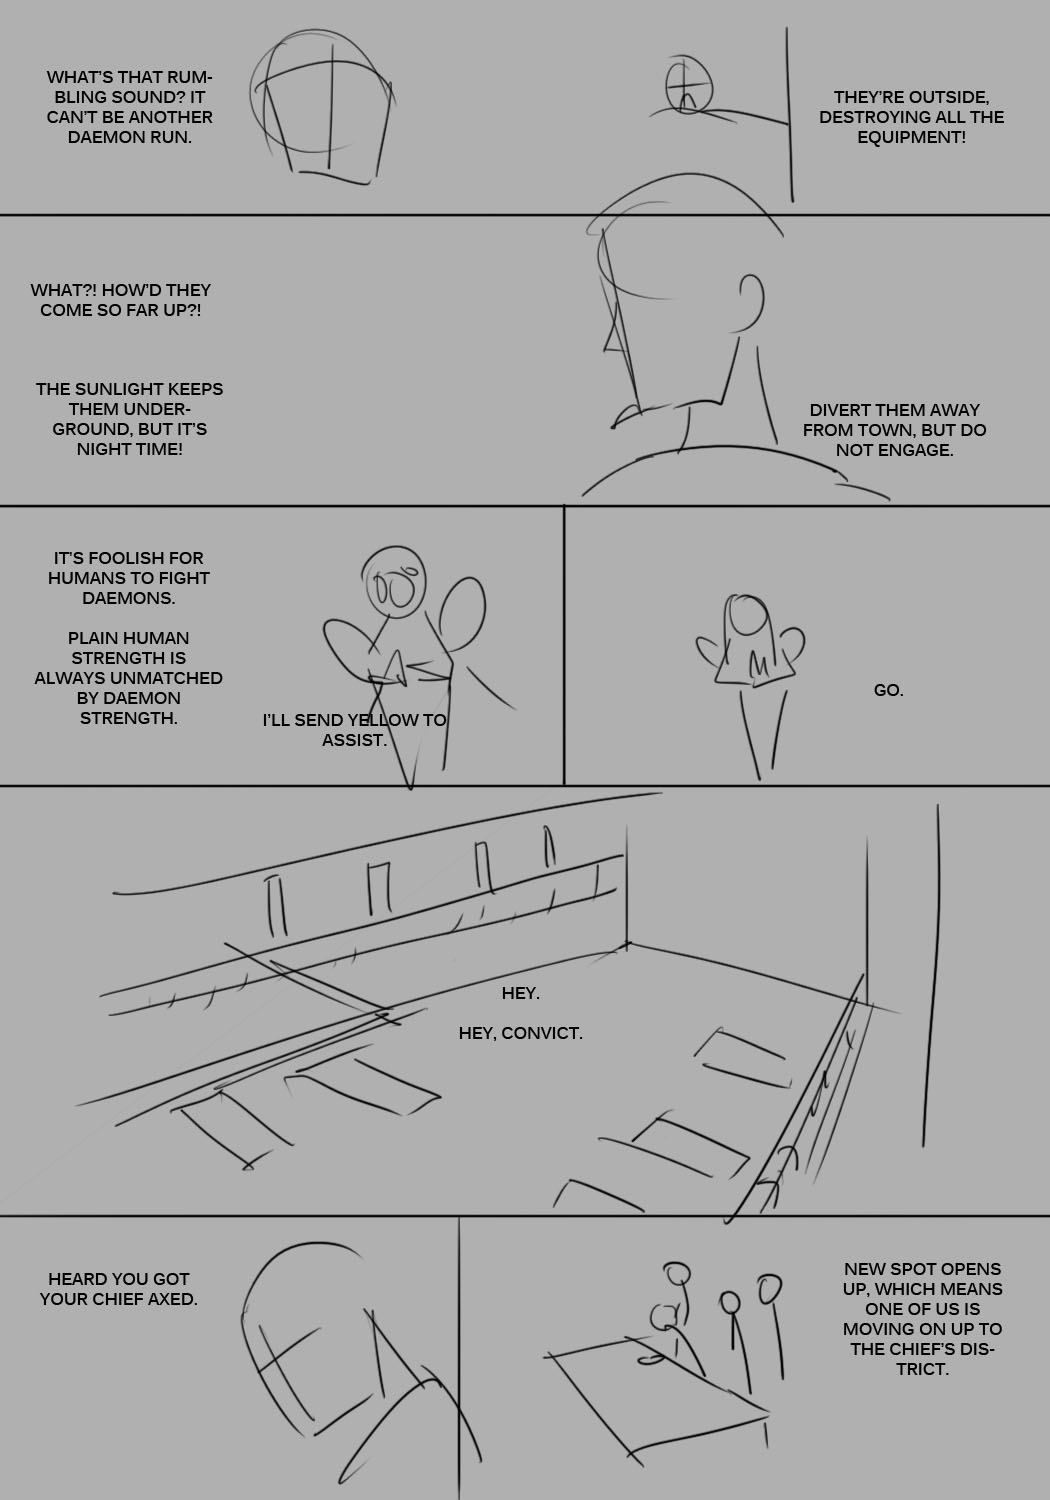 WHAT'S THAT RUM-
BLING SOUND? IT
CAN'T BE ANOTHER
DAEMON RUN.
THEY'RE OUTSIDE,
DESTROYING ALL THE
EQUIPMENT!
WHAT?! HOW'D THEY
COME SO FAR UP?!
THE SUNLIGHT KEEPS
THEM UNDER-
GROUND, BUT IT'S
NIGHT TIME!
DIVERT THEM AWAY
FROM TOWN, BUT DO
NOT ENGAGE.
IT'S FOOLISH FOR
HUMANS TO FIGHT
DAEMONS.
PLAIN HUMAN
STRENGTH IS
ALWAYS UNMATCHED
BY DAEMON
STRENGTH.
I'LL SEND YELLOW TO
ASSIST.
GO.
HEY.
HEY, CONVICT.
HEARD YOU GOT
YOUR CHIEF AXED.
NEW SPOT OPENS
UP, WHICH MEANS
ONE OF US IS
MOVING ON UP TO
THE CHIEF'S DIS-
TRICT.